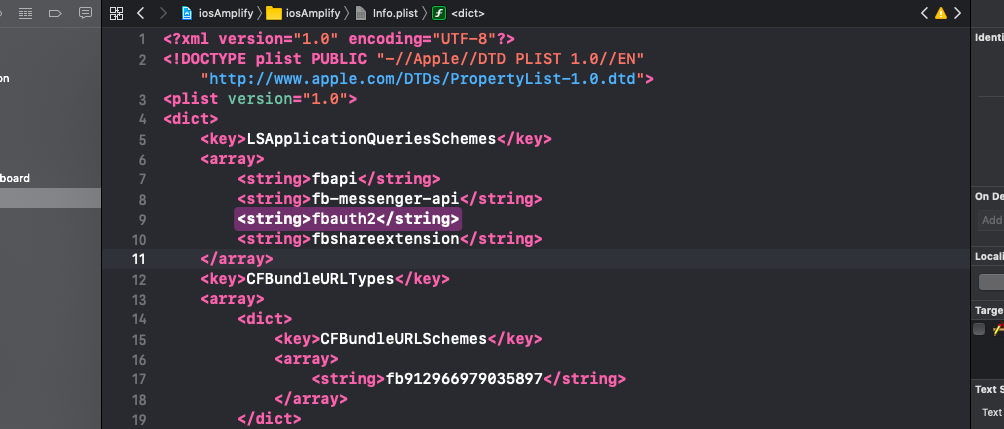 iosAmplify > iosAmplify > Info.plist > <dict>
Identi
on
board
On De
Add
Locali
Targe
Text S
Text
1 <?xml version="1.0" encoding="UTF-8"?>
2 <!DOCTYPE plist PUBLIC "-//Apple//DTD PLIST 1.0//EN"
"http://www.apple.com/DTDs/PropertyList-1.0.dtd">
3 <plist version="1.0">
4 <dict>
5 <key>LSApplicationQueriesSchemes</key>
6 <array>
7 <string>fbapi</string>
8 <string>fb-messenger-api</string>
9 <string>fbauth2</string>
10 <string>fbshareextension</string>
11 </array>
12 <key>CFBundleURLTypes</key>
13 <array>
14 <dict>
15 <key>CFBundleURLSchemes</key>
16 <array>
17 <string>fb912966979035897</string>
18 </array>
19 </dict>